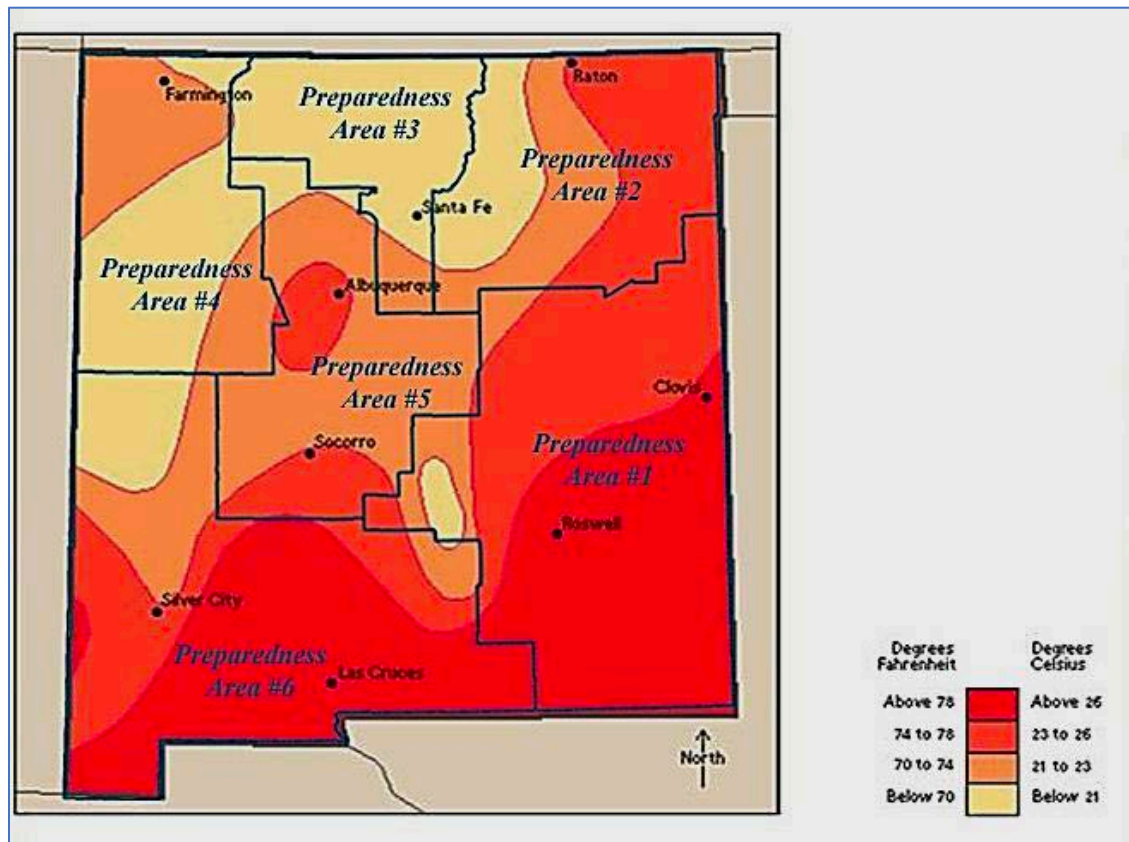 Farmington
Preparedness
Area #3
Raton
Preparedness
Area #2
Santa Fe
Preparedness
Area #4
Albuquerque
Preparedness
Area #5
Clovis
Socorro
Preparedness
Area #1
Roswell
Silver City
Preparedness
Area #6
Las Cruces
North
Degrees Fahrenheit
Degrees Celsius
Above 78
Above 26
74 to 78
23 to 26
70 to 74
21 to 23
Below 70
Below 21